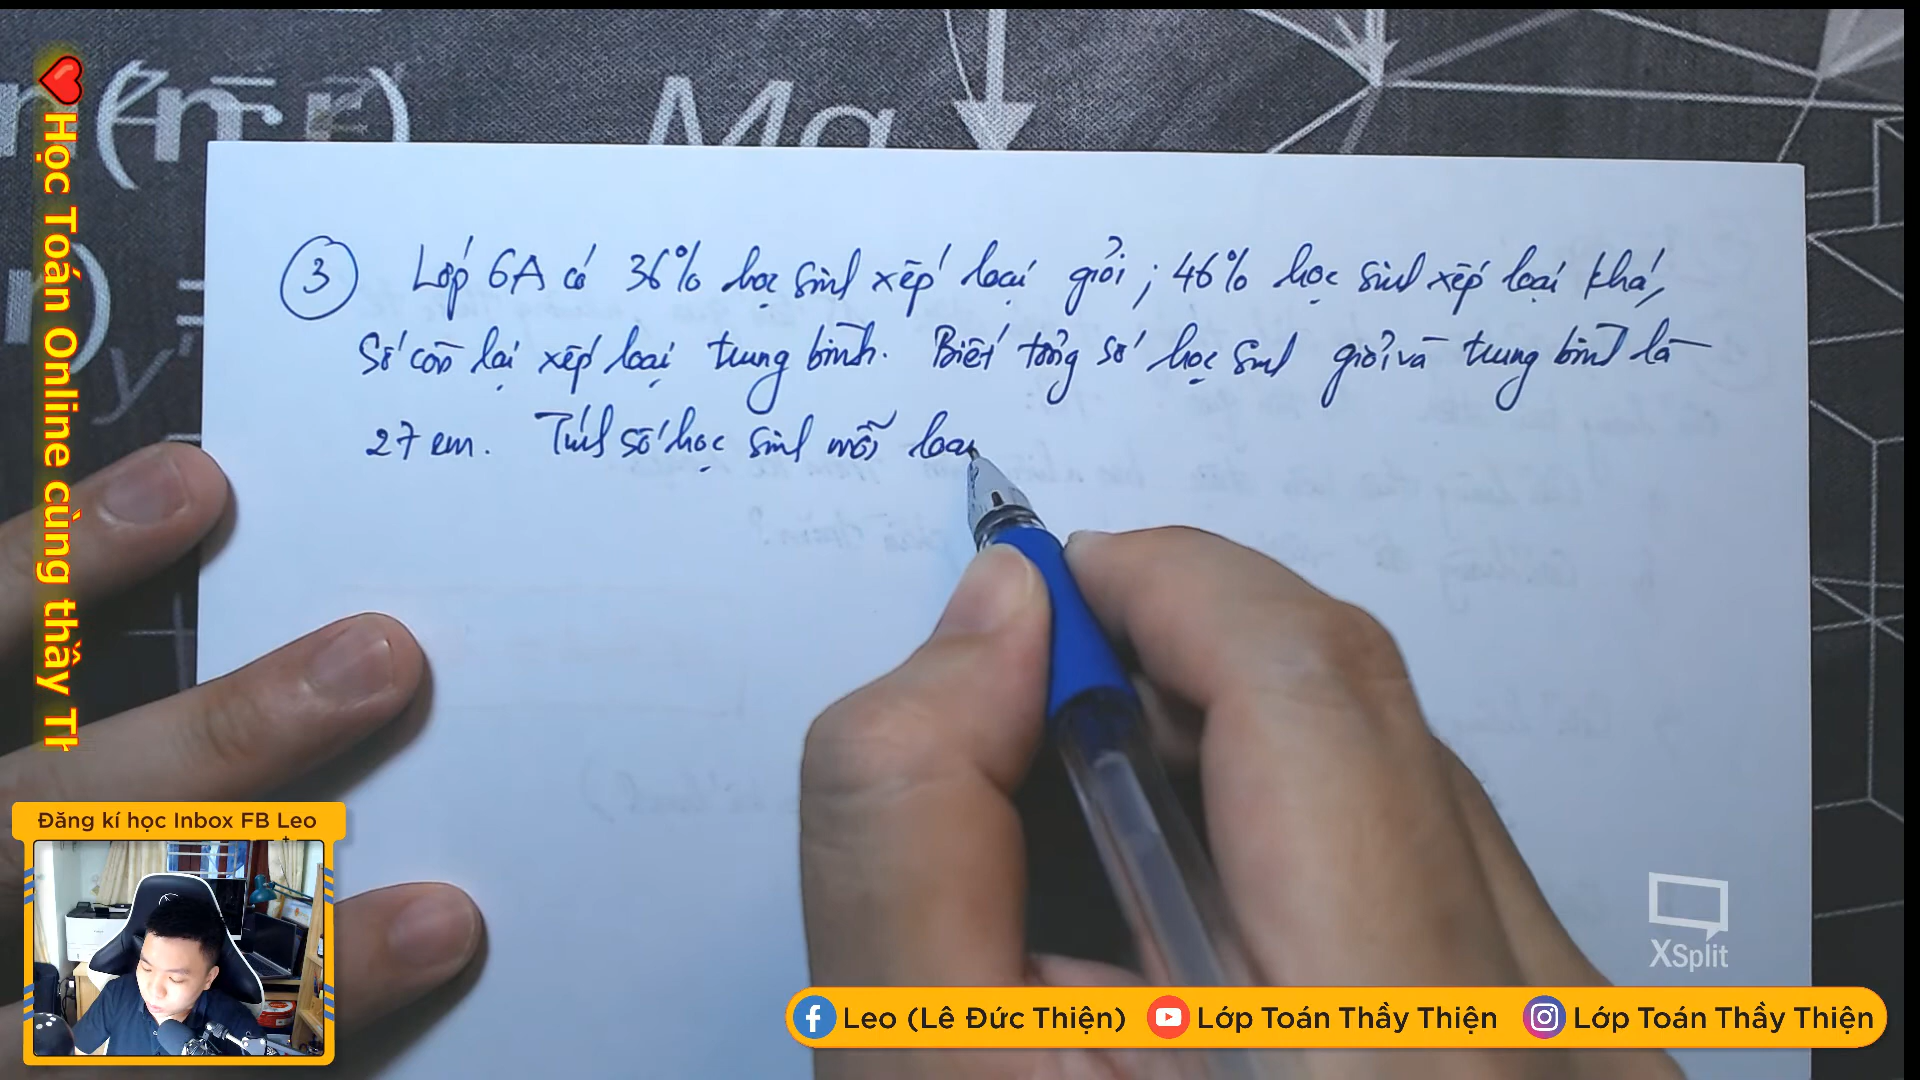 ❤Học Toán Online cùng thầy Tr
n(n-r)
Mg
n) =
y
③ Lớp 6A có 36% học sinh xếp loại giỏi; 46% học sinh xếp loại khá,
Số còn lại xếp loại trung bình. Biết tổng số học sinh giỏi và trung bình là
27 em. Tính số học sinh mỗi loại
Đăng kí học Inbox FB Leo
XSplit
Leo (Lê Đức Thiện) Lớp Toán Thầy Thiện Lớp Toán Thầy Thiện